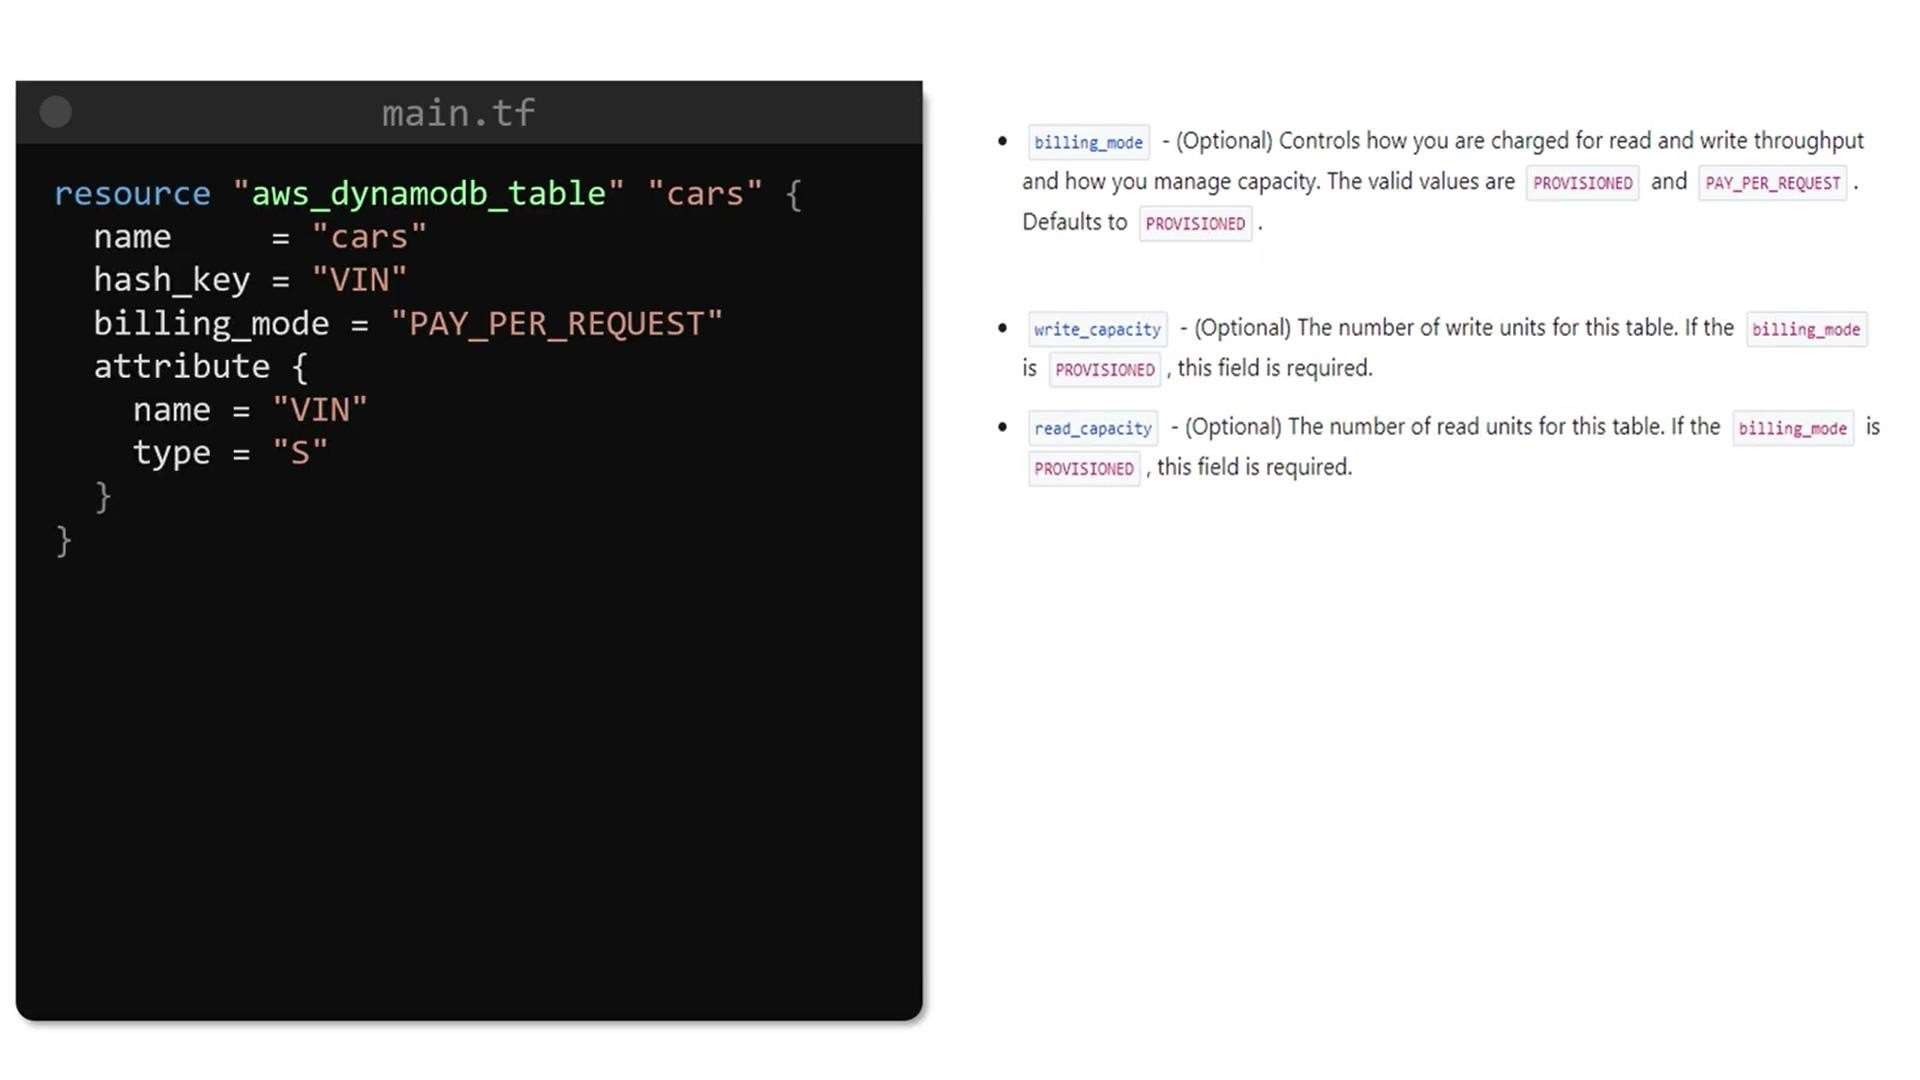 main.tf
resource "aws_dynamodb_table" "cars" {
  name     = "cars"
  hash_key = "VIN"
  billing_mode = "PAY_PER_REQUEST"
  attribute {
    name = "VIN"
    type = "S"
  }
}
• billing_mode - (Optional) Controls how you are charged for read and write throughput
and how you manage capacity. The valid values are PROVISIONED and PAY_PER_REQUEST .
Defaults to PROVISIONED .
• write_capacity - (Optional) The number of write units for this table. If the billing_mode
is PROVISIONED , this field is required.
• read_capacity - (Optional) The number of read units for this table. If the billing_mode is
PROVISIONED , this field is required.